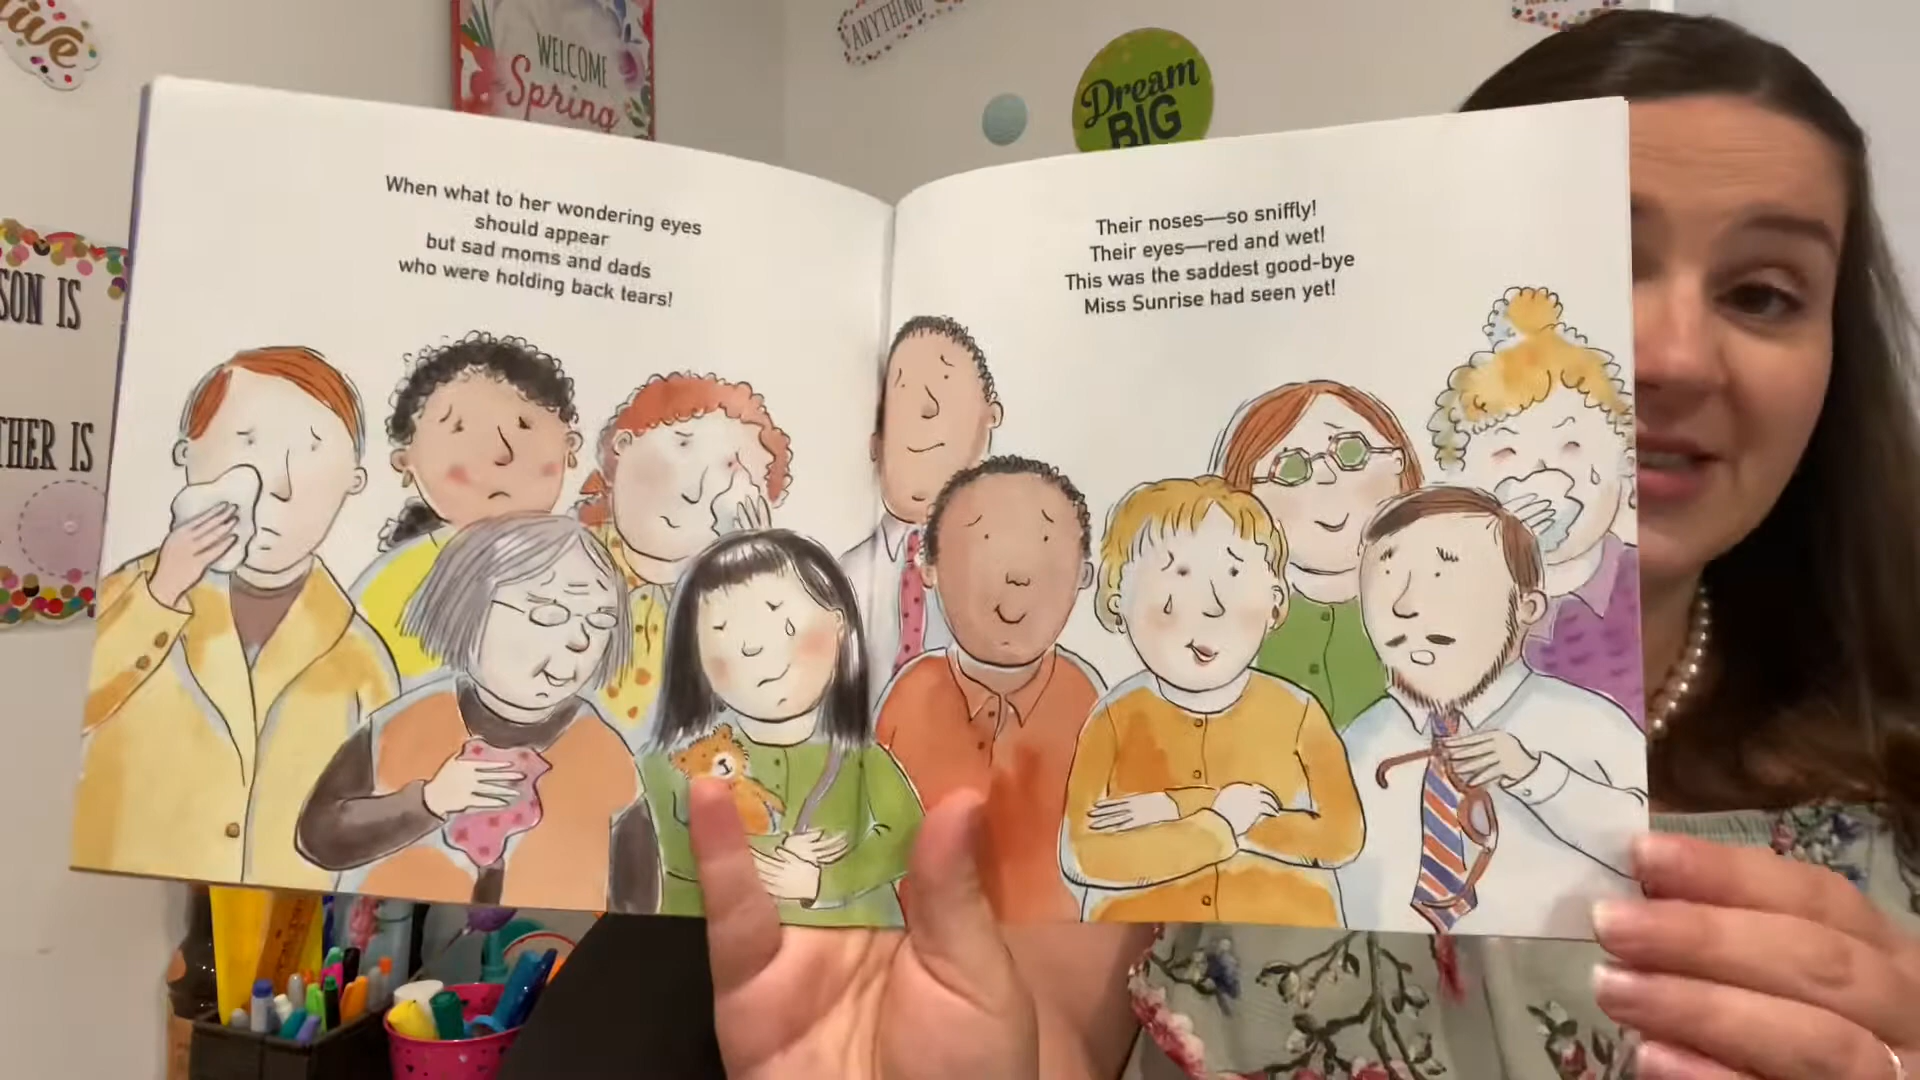 ANYTHING
WELCOME
Spring
Dream
BIG
SON IS
THER IS
When what to her wondering eyes
should appear
but sad moms and dads
who were holding back tears!
Their noses—so sniffly!
Their eyes—red and wet!
This was the saddest good-bye
Miss Sunrise had seen yet!